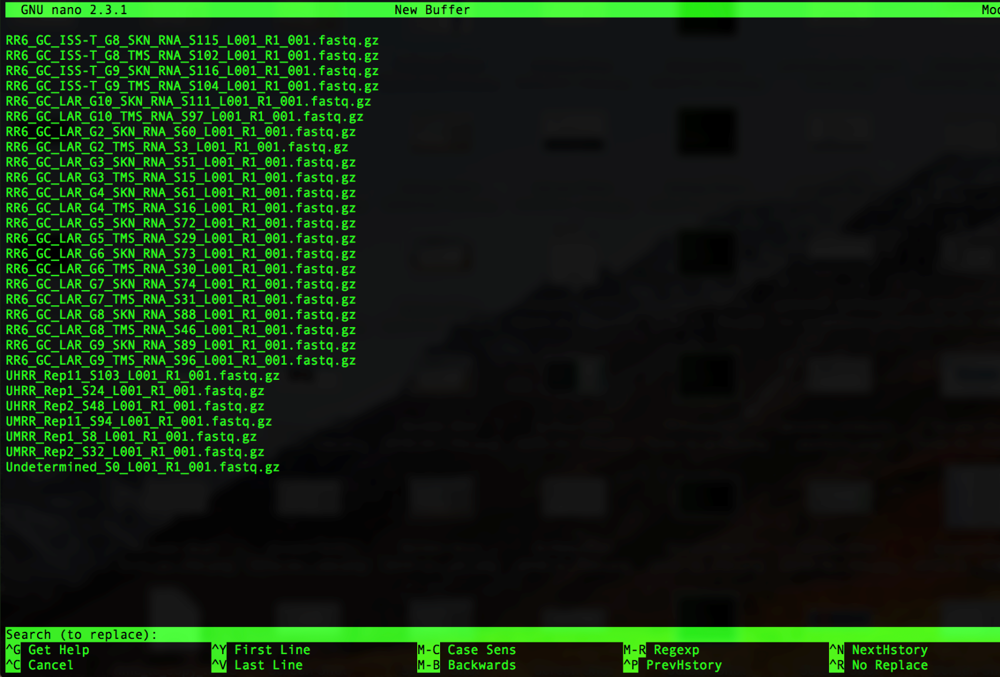 GNU nano 2.3.1 New Buffer Mod
RR6_GC_ISS-T_G8_SKN_RNA_S115_L001_R1_001.fastq.gz
RR6_GC_ISS-T_G8_TMS_RNA_S102_L001_R1_001.fastq.gz
RR6_GC_ISS-T_G9_SKN_RNA_S116_L001_R1_001.fastq.gz
RR6_GC_ISS-T_G9_TMS_RNA_S104_L001_R1_001.fastq.gz
RR6_GC_LAR_G10_SKN_RNA_S111_L001_R1_001.fastq.gz
RR6_GC_LAR_G10_TMS_RNA_S97_L001_R1_001.fastq.gz
RR6_GC_LAR_G2_SKN_RNA_S60_L001_R1_001.fastq.gz
RR6_GC_LAR_G2_TMS_RNA_S3_L001_R1_001.fastq.gz
RR6_GC_LAR_G3_SKN_RNA_S51_L001_R1_001.fastq.gz
RR6_GC_LAR_G3_TMS_RNA_S15_L001_R1_001.fastq.gz
RR6_GC_LAR_G4_SKN_RNA_S61_L001_R1_001.fastq.gz
RR6_GC_LAR_G4_TMS_RNA_S16_L001_R1_001.fastq.gz
RR6_GC_LAR_G5_SKN_RNA_S72_L001_R1_001.fastq.gz
RR6_GC_LAR_G5_TMS_RNA_S29_L001_R1_001.fastq.gz
RR6_GC_LAR_G6_SKN_RNA_S73_L001_R1_001.fastq.gz
RR6_GC_LAR_G6_TMS_RNA_S30_L001_R1_001.fastq.gz
RR6_GC_LAR_G7_SKN_RNA_S74_L001_R1_001.fastq.gz
RR6_GC_LAR_G7_TMS_RNA_S31_L001_R1_001.fastq.gz
RR6_GC_LAR_G8_SKN_RNA_S88_L001_R1_001.fastq.gz
RR6_GC_LAR_G8_TMS_RNA_S46_L001_R1_001.fastq.gz
RR6_GC_LAR_G9_SKN_RNA_S89_L001_R1_001.fastq.gz
RR6_GC_LAR_G9_TMS_RNA_S96_L001_R1_001.fastq.gz
UHRR_Rep11_S103_L001_R1_001.fastq.gz
UHRR_Rep1_S24_L001_R1_001.fastq.gz
UHRR_Rep2_S48_L001_R1_001.fastq.gz
UMRR_Rep11_S94_L001_R1_001.fastq.gz
UMRR_Rep1_S8_L001_R1_001.fastq.gz
UMRR_Rep2_S32_L001_R1_001.fastq.gz
Undetermined_S0_L001_R1_001.fastq.gz
Search (to replace):
^G Get Help ^Y First Line M-C Case Sens M-R Regexp ^N NextHstory
^C Cancel ^V Last Line M-B Backwards ^P PrevHstory ^R No Replace